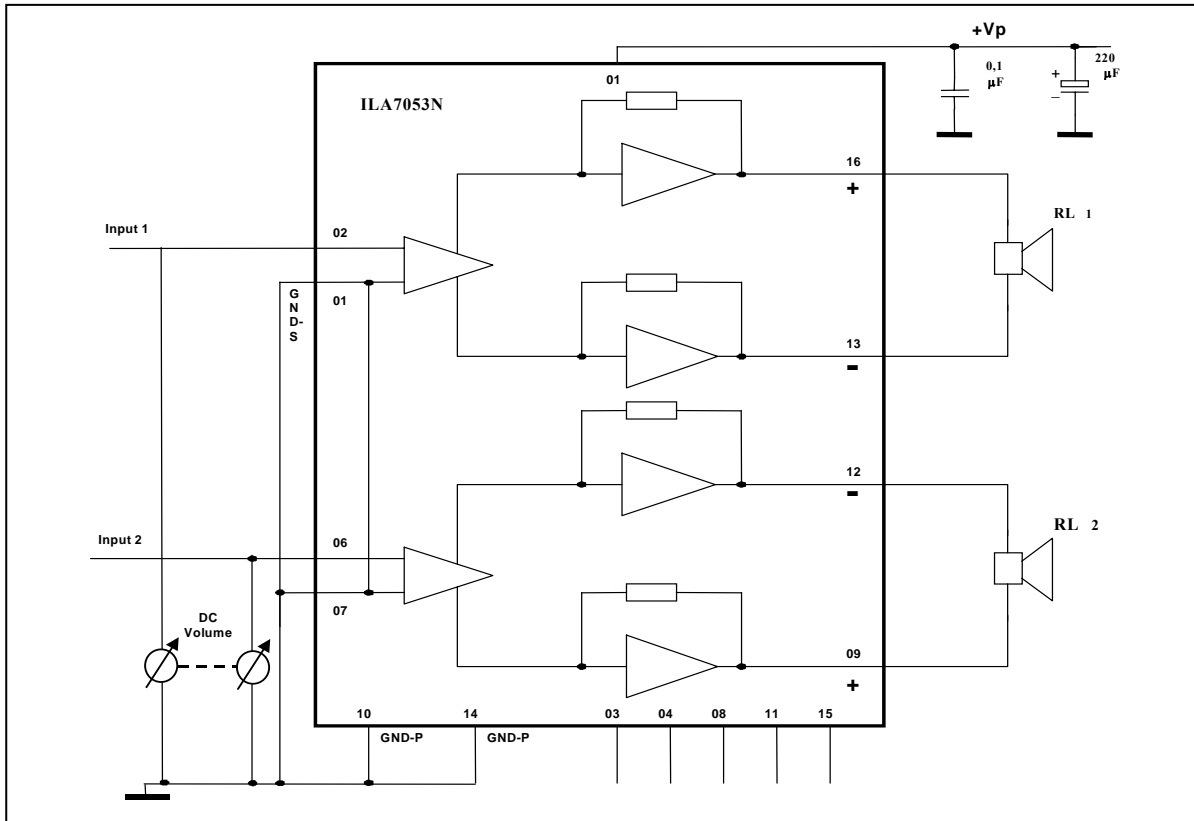 +Vp
01
0,1
µF
+
–
220
µF
ILA7053N
16
+
Input 1
02
RL 1
G
N
D-
S
01
13
-
12
-
Input 2
06
RL 2
07
DC
Volume
09
+
10
GND-P
14
GND-P
03
04
08
11
15